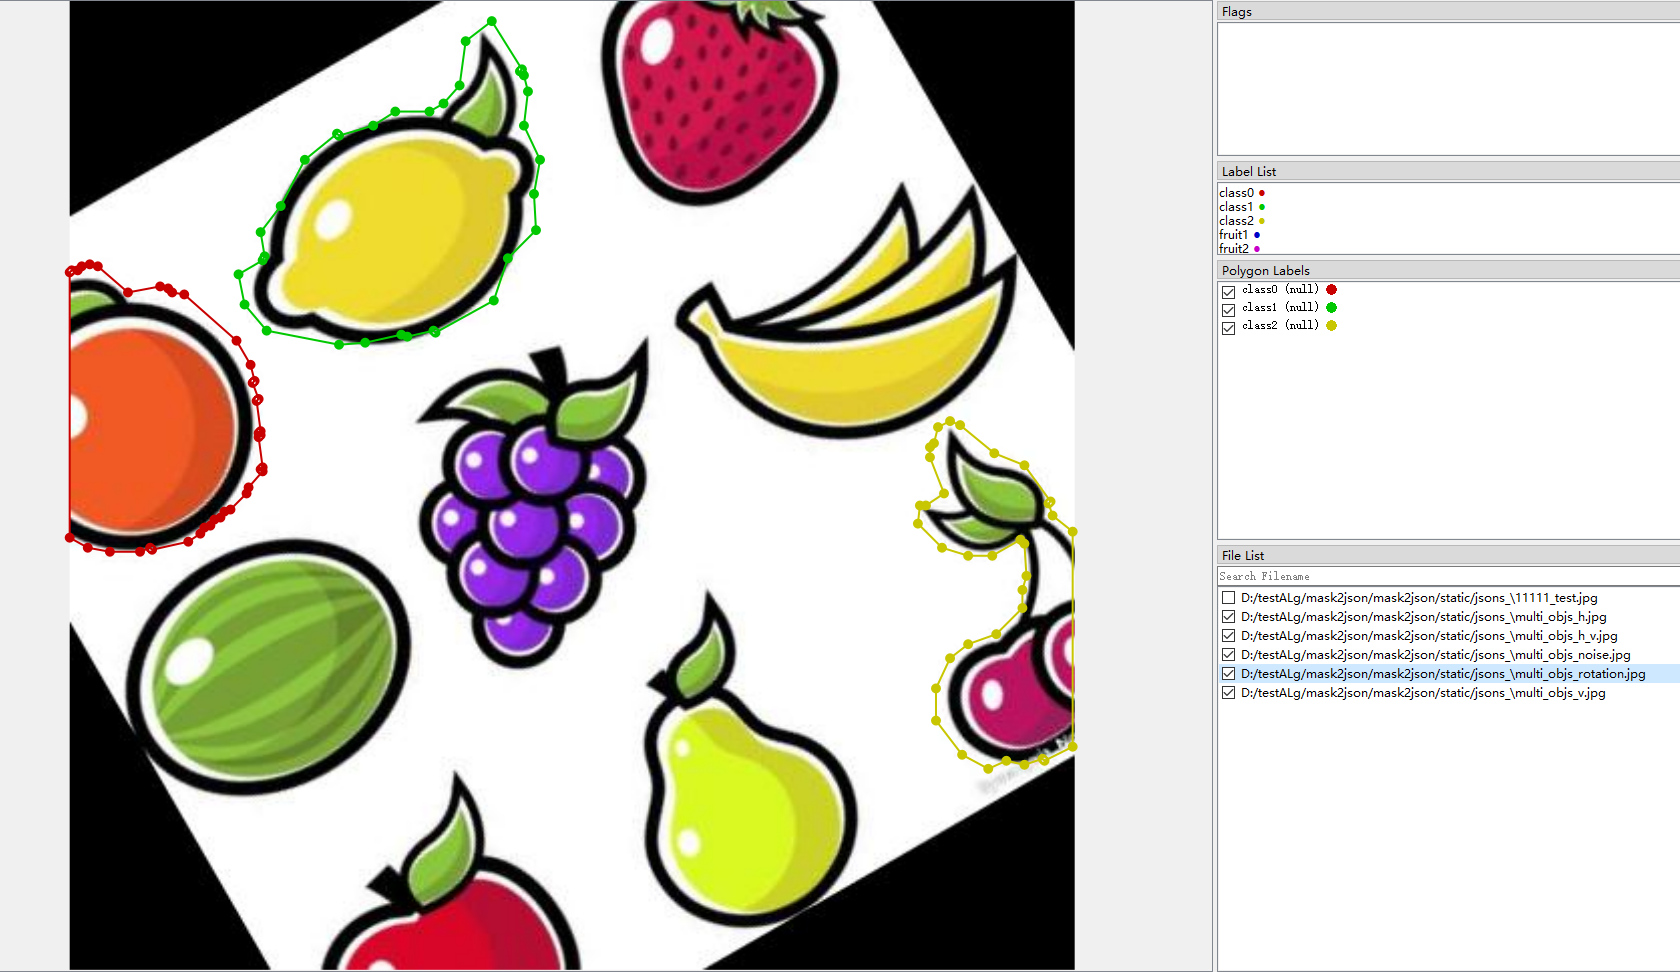 Flags
Label List
class0
class1
class2
fruit1
fruit2
Polygon Labels
class0 (null)
class1 (null)
class2 (null)
File List
Search Filename
D:/testALg/mask2json/mask2json/static/jsons_\11111_test.jpg
D:/testALg/mask2json/mask2json/static/jsons_\multi_objs_h.jpg
D:/testALg/mask2json/mask2json/static/jsons_\multi_objs_h_v.jpg
D:/testALg/mask2json/mask2json/static/jsons_\multi_objs_noise.jpg
D:/testALg/mask2json/mask2json/static/jsons_\multi_objs_rotation.jpg
D:/testALg/mask2json/mask2json/static/jsons_\multi_objs_v.jpg